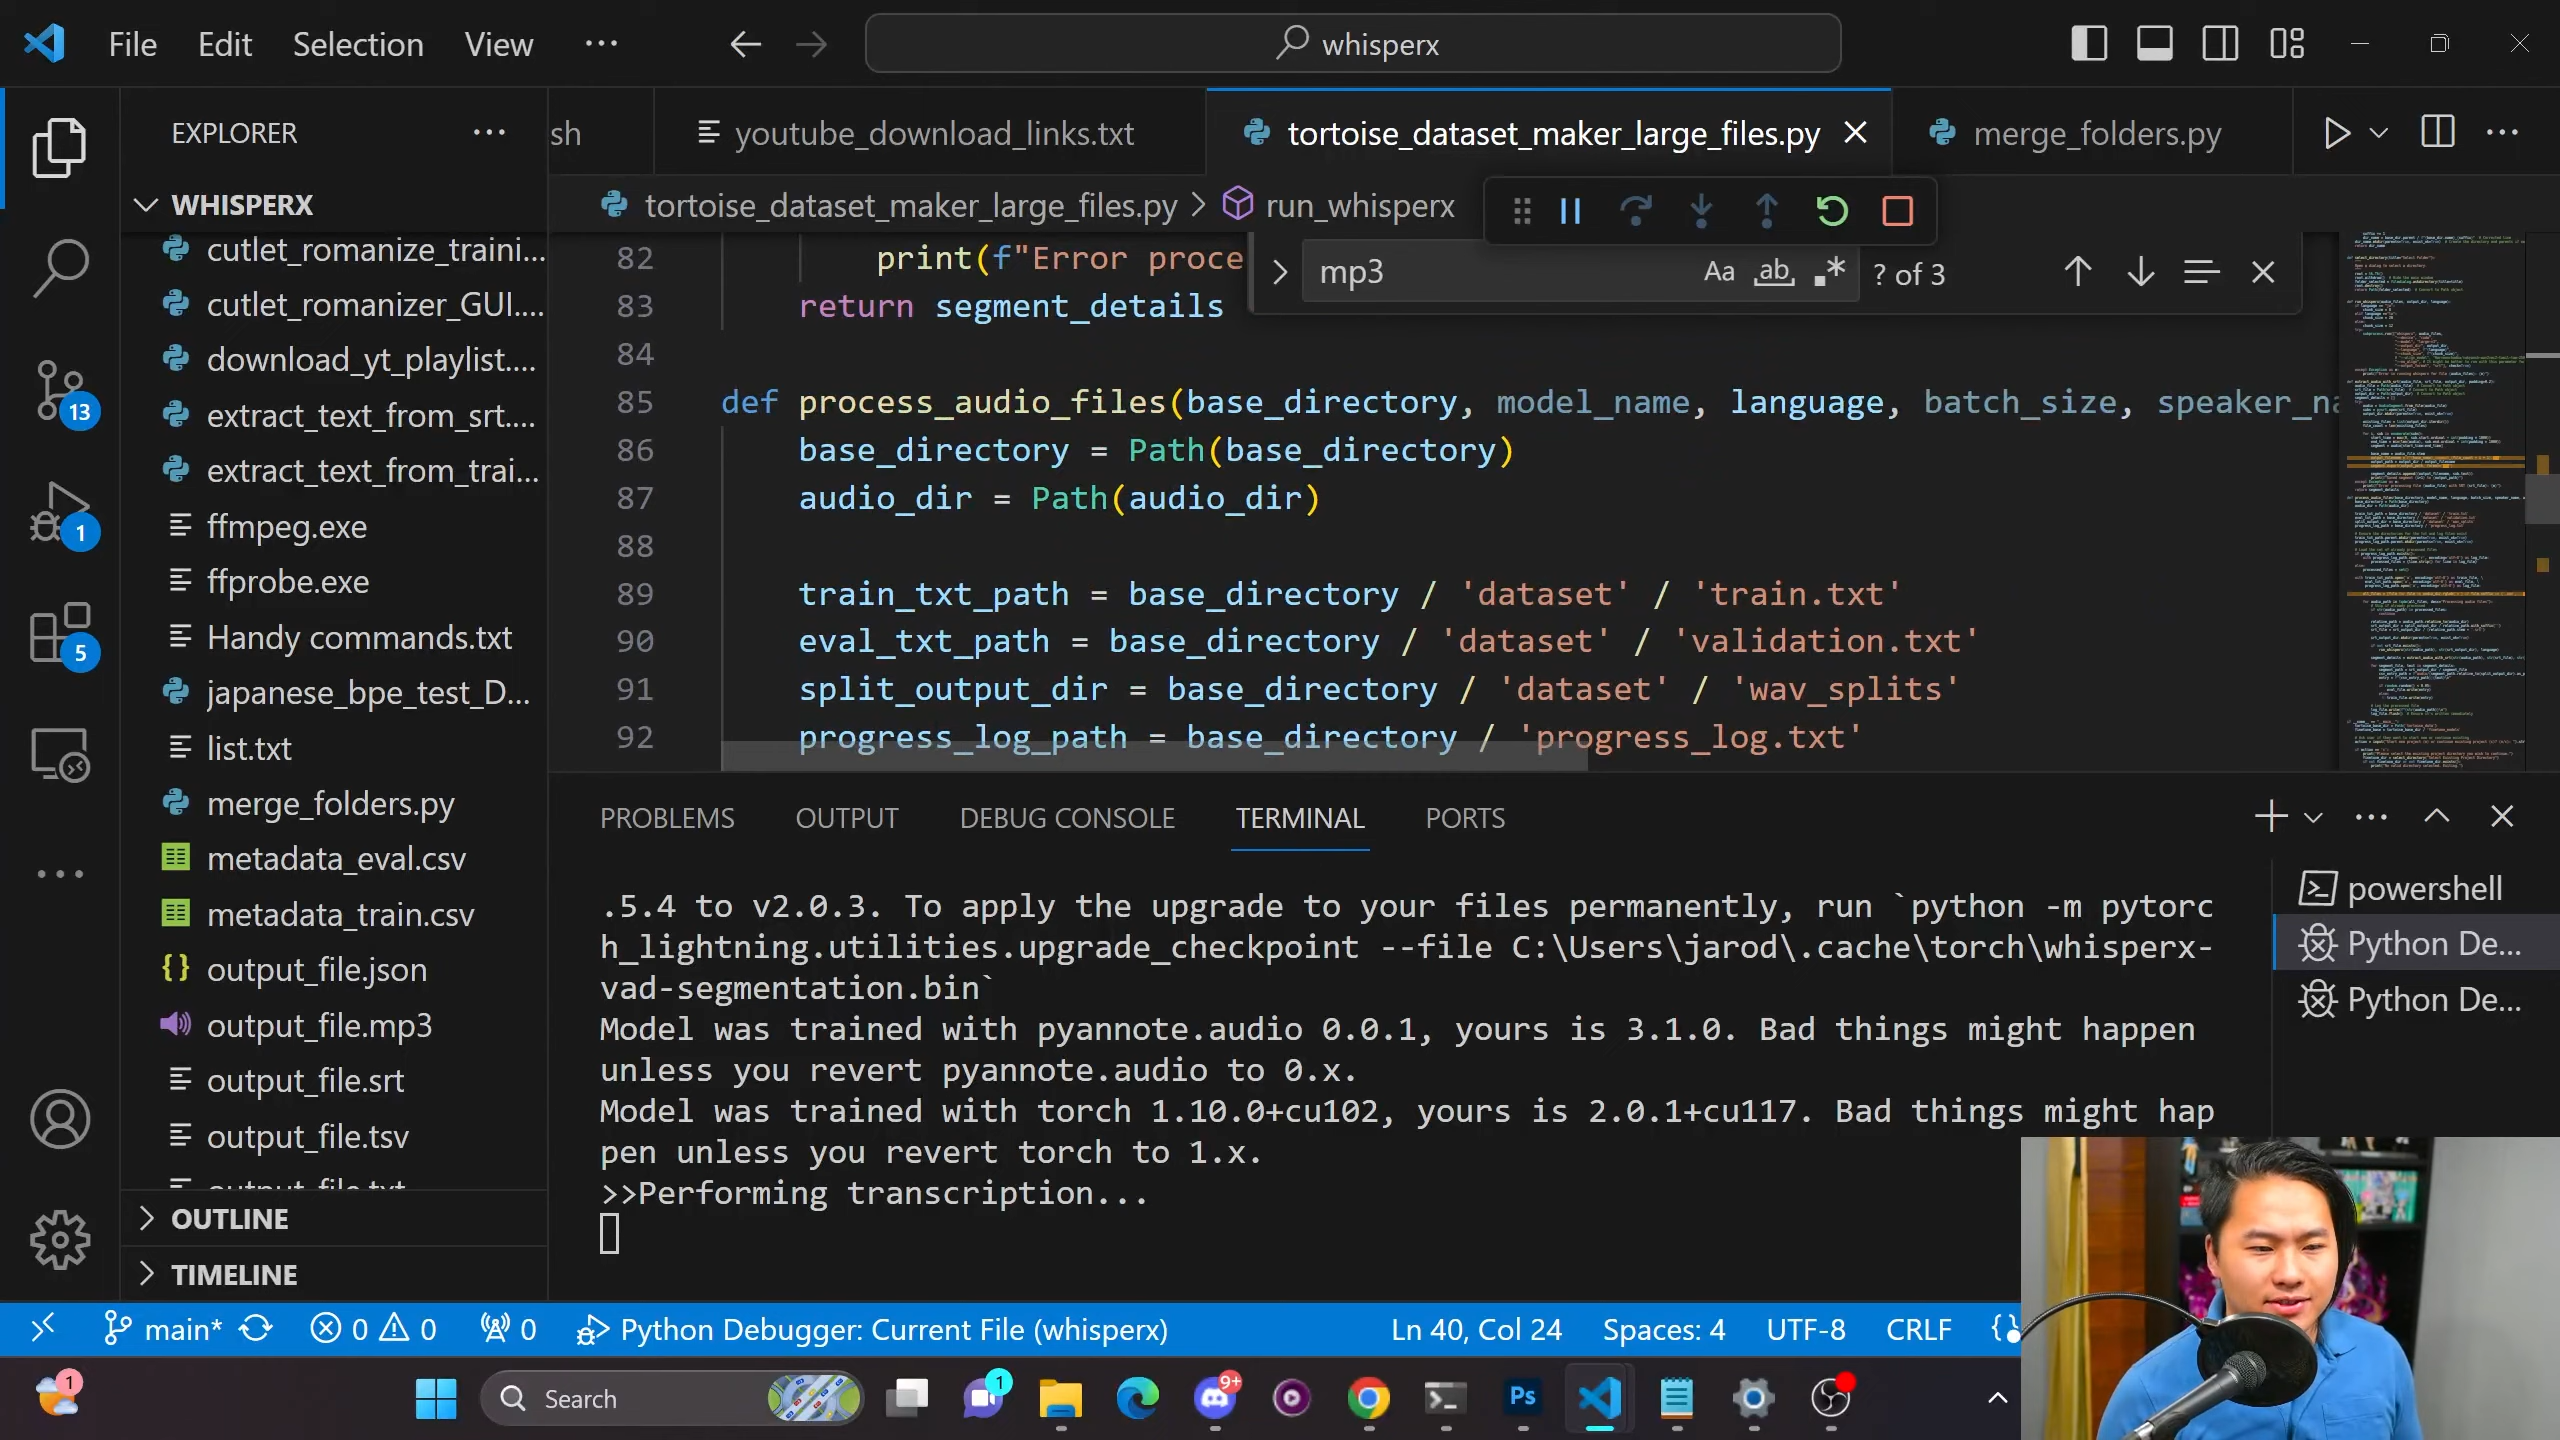 File Edit Selection View ... whisperx
EXPLORER ...
WHISPERX
cutlet_romanize_traini...
cutlet_romanizer_GUI....
download_yt_playlist....
extract_text_from_srt....
extract_text_from_trai...
ffmpeg.exe
ffprobe.exe
Handy commands.txt
japanese_bpe_test_D...
list.txt
merge_folders.py
metadata_eval.csv
metadata_train.csv
output_file.json
output_file.mp3
output_file.srt
output_file.tsv
output_file.txt
OUTLINE
TIMELINE
13
1
5
sh youtube_download_links.txt tortoise_dataset_maker_large_files.py merge_folders.py
tortoise_dataset_maker_large_files.py > run_whisperx
mp3 Aa ab ? of 3
82 print(f"Error proce
83 return segment_details
84
85 def process_audio_files(base_directory, model_name, language, batch_size, speaker_na
86 base_directory = Path(base_directory)
87 audio_dir = Path(audio_dir)
88
89 train_txt_path = base_directory / 'dataset' / 'train.txt'
90 eval_txt_path = base_directory / 'dataset' / 'validation.txt'
91 split_output_dir = base_directory / 'dataset' / 'wav_splits'
92 progress_log_path = base_directory / 'progress_log.txt'
PROBLEMS OUTPUT DEBUG CONSOLE TERMINAL PORTS
.5.4 to v2.0.3. To apply the upgrade to your files permanently, run `python -m pytorc
h_lightning.utilities.upgrade_checkpoint --file C:\Users\jarod\.cache\torch\whisperx-
vad-segmentation.bin`
Model was trained with pyannote.audio 0.0.1, yours is 3.1.0. Bad things might happen
unless you revert pyannote.audio to 0.x.
Model was trained with torch 1.10.0+cu102, yours is 2.0.1+cu117. Bad things might hap
pen unless you revert torch to 1.x.
>>Performing transcription...
powershell
Python De...
Python De...
main* 0 0 0 Python Debugger: Current File (whisperx) Ln 40, Col 24 Spaces: 4 UTF-8 CRLF
1 Search 1 9+ Ps